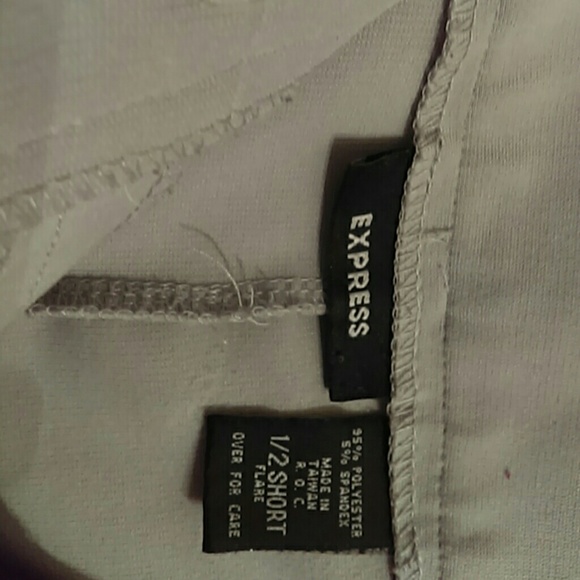 EXPRESS
95% POLYESTER
5% SPANDEX
MADE IN
TAIWAN
R. O. C.
1/2 SHORT
FLARE
OVER FOR CARE